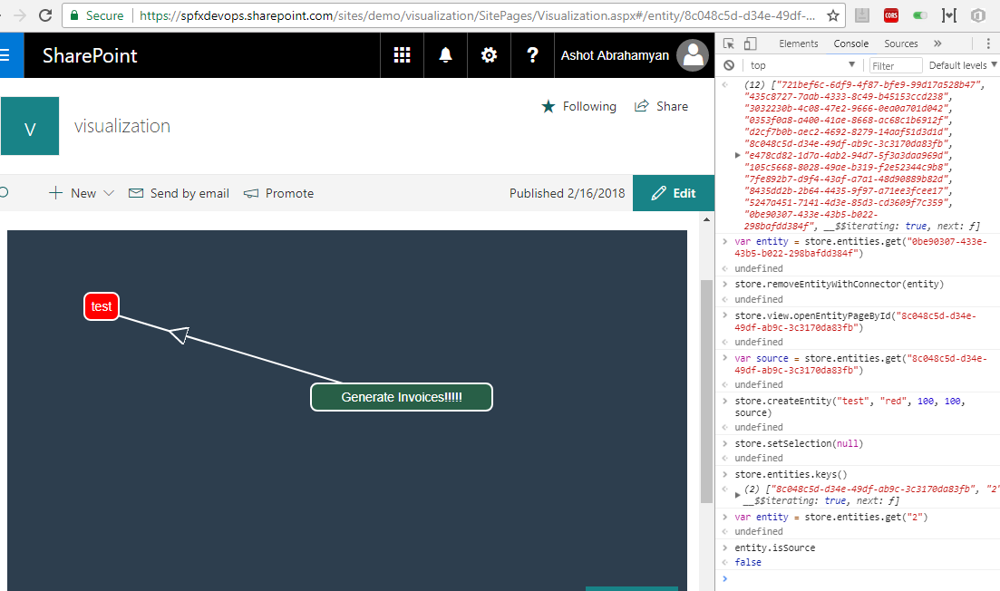 Secure
https://spfxdevops.sharepoint.com/sites/demo/visualization/SitePages/Visualization.aspx#/entity/8c048c5d-d34e-49df-...
CORS
SharePoint
?
Ashot Abrahamyan
Following
Share
V
visualization
New
Send by email
Promote
Published 2/16/2018
Edit
test
Generate Invoices!!!!!
Elements
Console
Sources
»
top
Filter
Default levels
(12) ["721bef6c-6df9-4f87-bfe9-99d17a528b47",
"435c8727-7aab-4333-8c49-b45153ccd238",
"3032230b-4c08-47e2-9666-0ea0a701d042",
"0353f0a8-a400-41ae-8668-ac68c1b6912f",
"d2cf7b0b-aec2-4692-8279-14aaf51d3d1d",
"8c048c5d-d34e-49df-ab9c-3c3170da83fb",
"e478cd82-1d7a-4ab2-94d7-5f3a3daa969d",
"105c5668-8028-49ae-b319-f2e52344c9b8",
"7fe892b7-d9f4-43af-a7a1-48d90889b82d",
"8435dd2b-2b64-4435-9f97-a71ee3fcee17",
"5247a451-7141-4d3e-85d3-cd3609f7c359",
"0be90307-433e-43b5-b022-
298bafdd384f", __$$iterating: true, next: ƒ]
var entity = store.entities.get("0be90307-433e-
43b5-b022-298bafdd384f")
undefined
store.removeEntityWithConnector(entity)
undefined
store.view.openEntityPageById("8c048c5d-d34e-
49df-ab9c-3c3170da83fb")
undefined
var source = store.entities.get("8c048c5d-d34e-
49df-ab9c-3c3170da83fb")
undefined
store.createEntity("test", "red", 100, 100,
source)
undefined
store.setSelection(null)
undefined
store.entities.keys()
(2) ["8c048c5d-d34e-49df-ab9c-3c3170da83fb", "2"
__$$iterating: true, next: ƒ]
var entity = store.entities.get("2")
undefined
entity.isSource
false